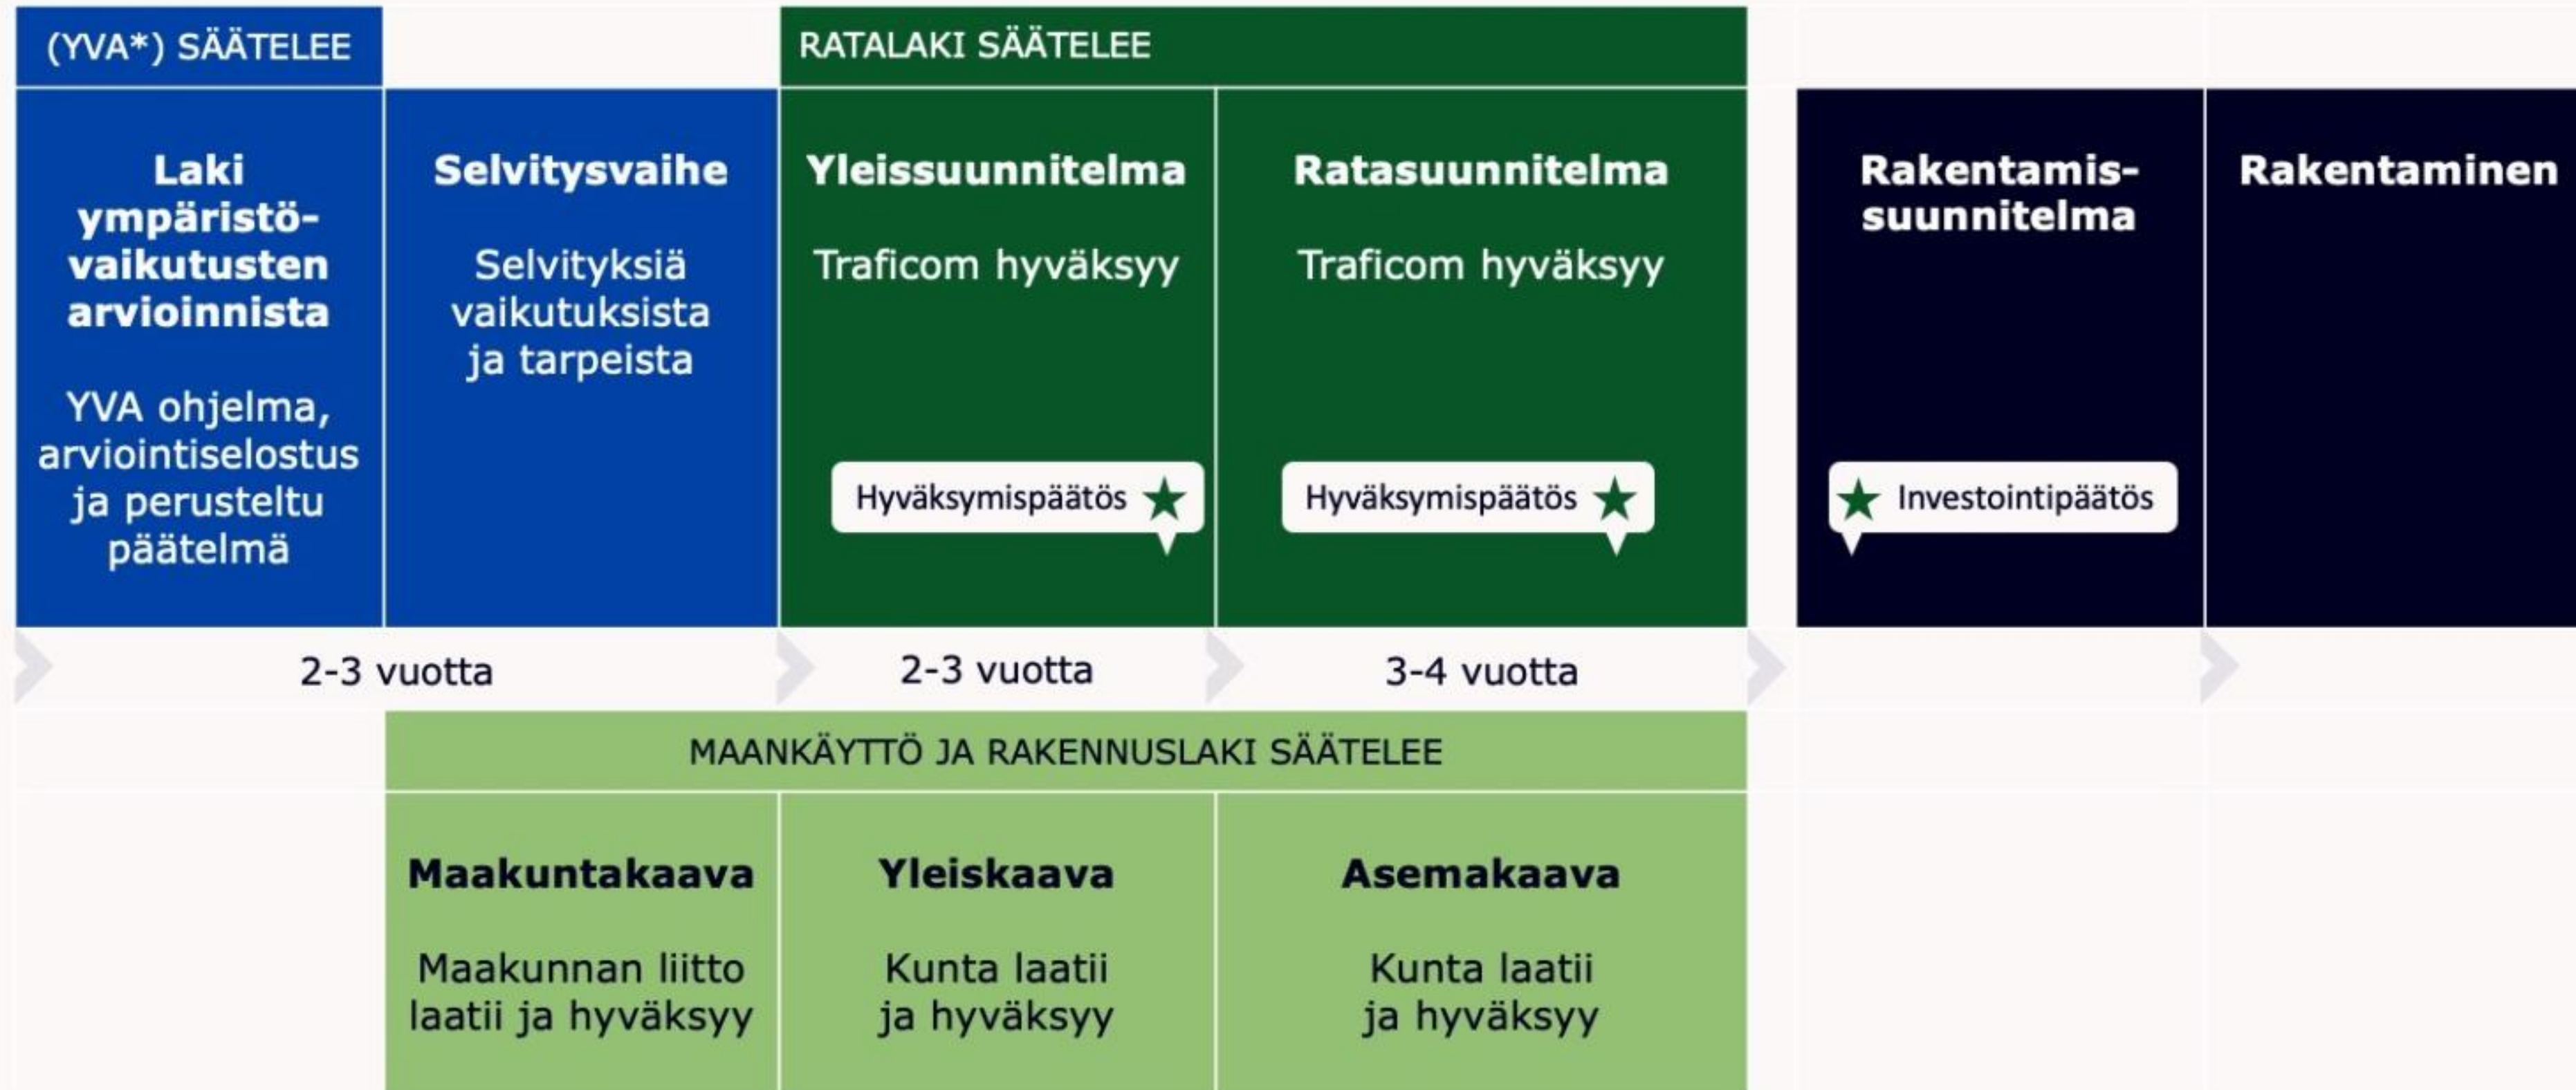 (YVA*) SÄÄTELEE
RATALAKI SÄÄTELEE
Laki
ympäristö-
vaikutusten
arvioinnista
YVA ohjelma,
arviointiselostus
ja perusteltu
päätelmä
Selvitysvaihe
Selvityksiä
vaikutuksista
ja tarpeista
Yleissuunnitelma
Traficom hyväksyy
Hyväksymispäätös
Ratasuunnitelma
Traficom hyväksyy
Hyväksymispäätös
Rakentamis-
suunnitelma
Investointipäätös
Rakentaminen
2-3 vuotta
2-3 vuotta
3-4 vuotta
MAANKÄYTTÖ JA RAKENNUSLAKI SÄÄTELEE
Maakuntakaava
Maakunnan liitto
laatii ja hyväksyy
Yleiskaava
Kunta laatii
ja hyväksyy
Asemakaava
Kunta laatii
ja hyväksyy